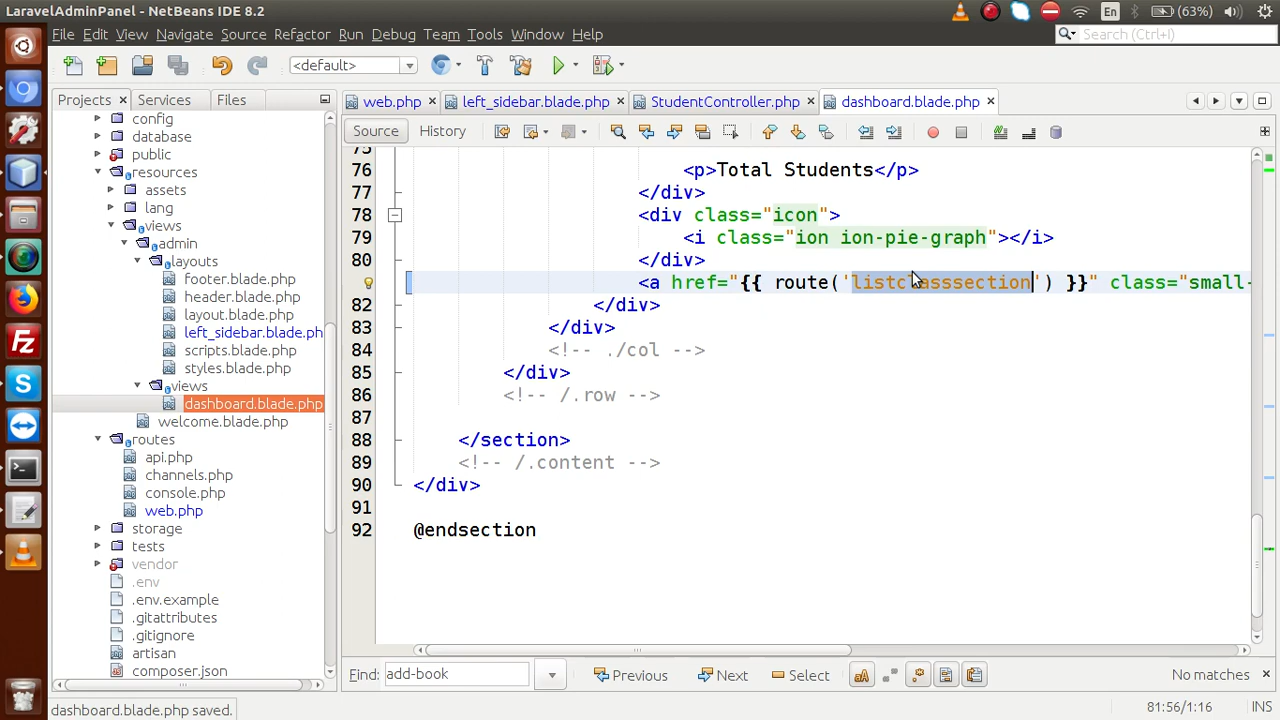 LaravelAdminPanel - NetBeans IDE 8.2
En
(63%)
File Edit View Navigate Source Refactor Run Debug Team Tools Window Help
Search (Ctrl+I)
<default>
Projects Services Files
web.php left_sidebar.blade.php StudentController.php dashboard.blade.php
Source History
config
database
public
resources
assets
lang
views
admin
layouts
footer.blade.php
header.blade.php
layout.blade.php
left_sidebar.blade.ph
scripts.blade.php
styles.blade.php
views
dashboard.blade.php
welcome.blade.php
routes
api.php
channels.php
console.php
web.php
storage
tests
vendor
.env
.env.example
.gitattributes
.gitignore
artisan
composer.json
75
76 <p>Total Students</p>
77 </div>
78 <div class="icon">
79 <i class="ion ion-pie-graph"></i>
80 </div>
<a href="{{ route('listclasssection') }}" class="small-
82 </div>
83 </div>
84 <!-- ./col -->
85 </div>
86 <!-- /.row -->
87
88 </section>
89 <!-- /.content -->
90 </div>
91
92 @endsection
Find: add-book Previous Next Select aA No matches
dashboard.blade.php saved.
81:56/1:16 INS